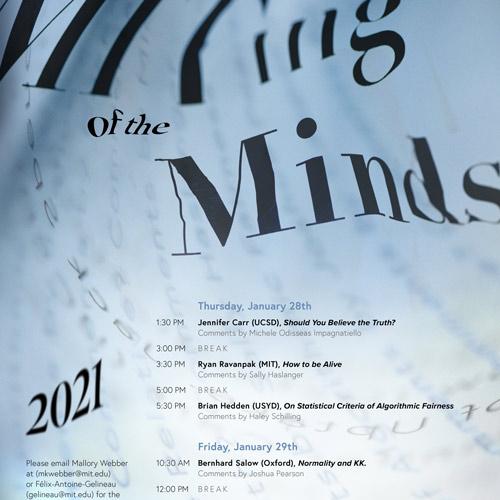 ing
Of the
Minds
Thursday, January 28th
1:30 PM Jennifer Carr (UCSD), Should You Believe the Truth?
Comments by Michele Odisseas Impagnatiello
3:00 PM BREAK
3:30 PM Ryan Ravanpak (MIT), How to be Alive
Comments by Sally Haslanger
5:00 PM BREAK
2021
5:30 PM Brian Hedden (USYD), On Statistical Criteria of Algorithmic Fairness
Comments by Haley Schilling
Friday, January 29th
10:30 AM Bernhard Salow (Oxford), Normality and KK.
Comments by Joshua Pearson
12:00 PM BREAK
Please email Mallory Webber
at (mkwebber@mit.edu)
or Félix-Antoine-Gelineau
(gelineau@mit.edu) for the